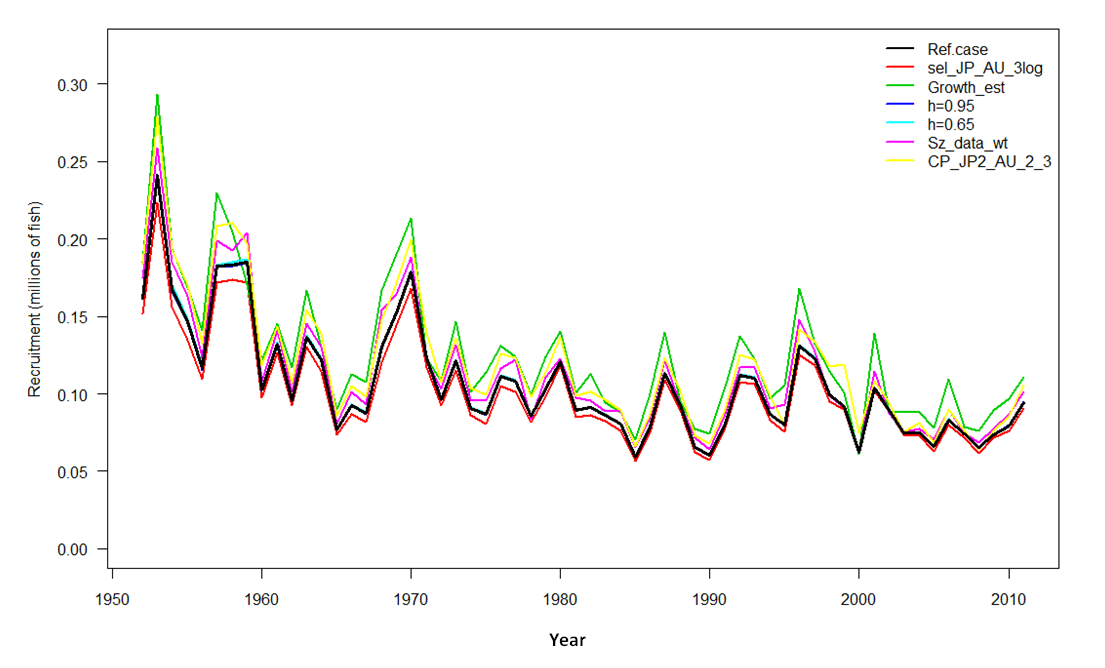 Ref.case
sel_JP_AU_3log
Growth_est
h=0.95
h=0.65
Sz_data_wt
CP_JP2_AU_2_3
Recruitment (millions of fish)
0.30
0.25
0.20
0.15
0.10
0.05
0.00
1950 1960 1970 1980 1990 2000 2010
Year